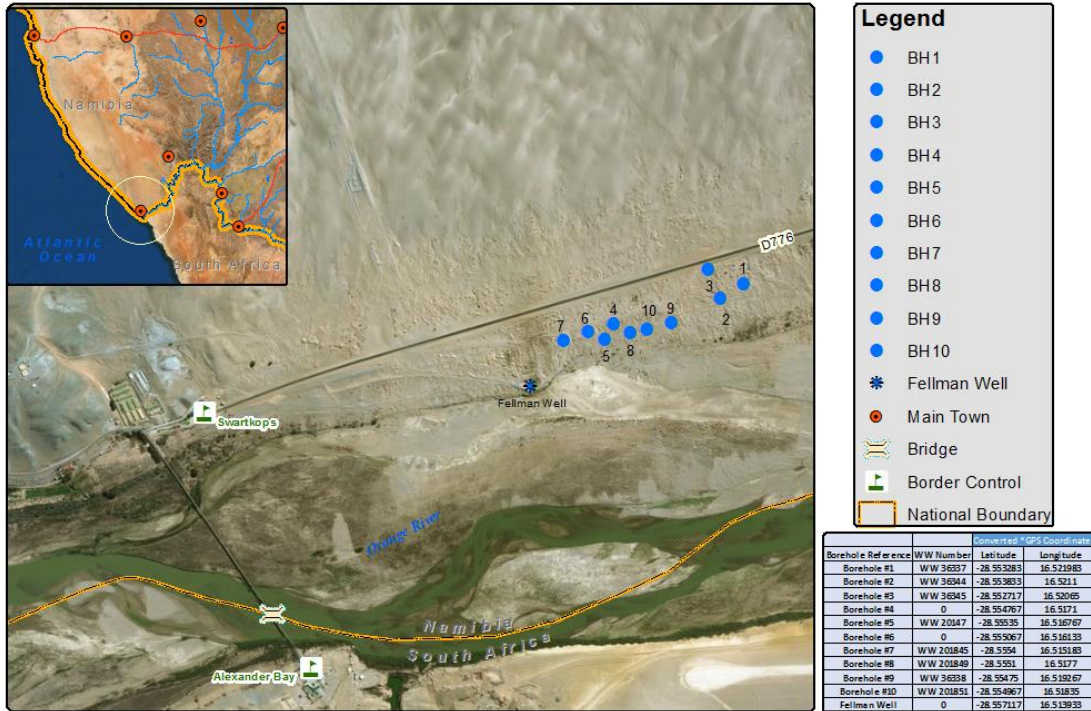 Namibia
Atlantic
Ocean
South Africa
D776
1
3
2
9
10
4
8
6
5
7
Fellman Well
Swartkops
Orange River
Namibia
South Africa
Alexander Bay
Legend
BH1
BH2
BH3
BH4
BH5
BH6
BH7
BH8
BH9
BH10
Fellman Well
Main Town
Bridge
Border Control
National Boundary
Converted *GPS Coordinate
Borehole Reference WW Number Latitude Longitude
Borehole #1 WW 36337 -28.553283 16.521983
Borehole #2 WW 36344 -28.553833 16.5211
Borehole #3 WW 36345 -28.552717 16.52065
Borehole #4 0 -28.554767 16.5171
Borehole #5 WW 20147 -28.55535 16.516767
Borehole #6 0 -28.555067 16.516133
Borehole #7 WW 201845 -28.5554 16.515183
Borehole #8 WW 201849 -28.5551 16.5177
Borehole #9 WW 36338 -28.55475 16.519267
Borehole #10 WW 201851 -28.554967 16.51835
Fellman Well 0 -28.557117 16.513933